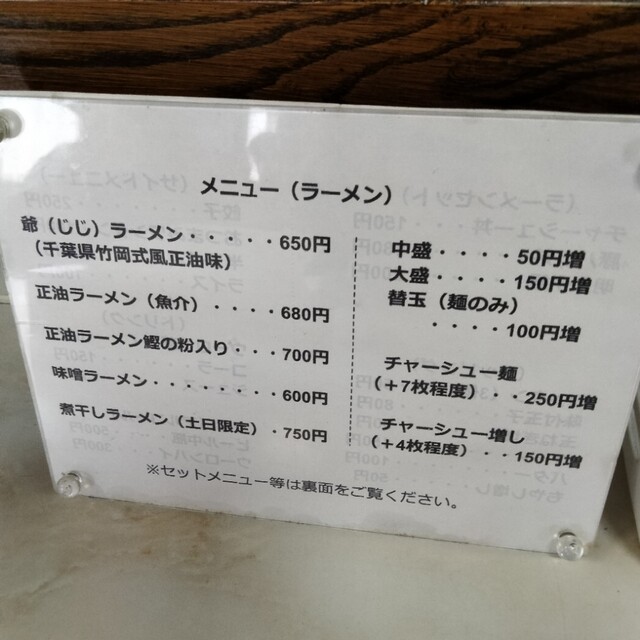 メニュー（ラーメン）
爺（じじ）ラーメン・・・・・650円
（千葉県竹岡式風正油味）
正油ラーメン（魚介）・・・・680円
正油ラーメン鰹の粉入り・・・700円
味噌ラーメン・・・・・・・・600円
煮干しラーメン（土日限定）・750円
中盛・・・・・50円増
大盛・・・・・150円増
替玉（麺のみ）
・・・・・100円増
チャーシュー麺
（＋7枚程度）・・250円増
チャーシュー増し
（＋4枚程度）・・150円増
※セットメニュー等は裏面をご覧ください。